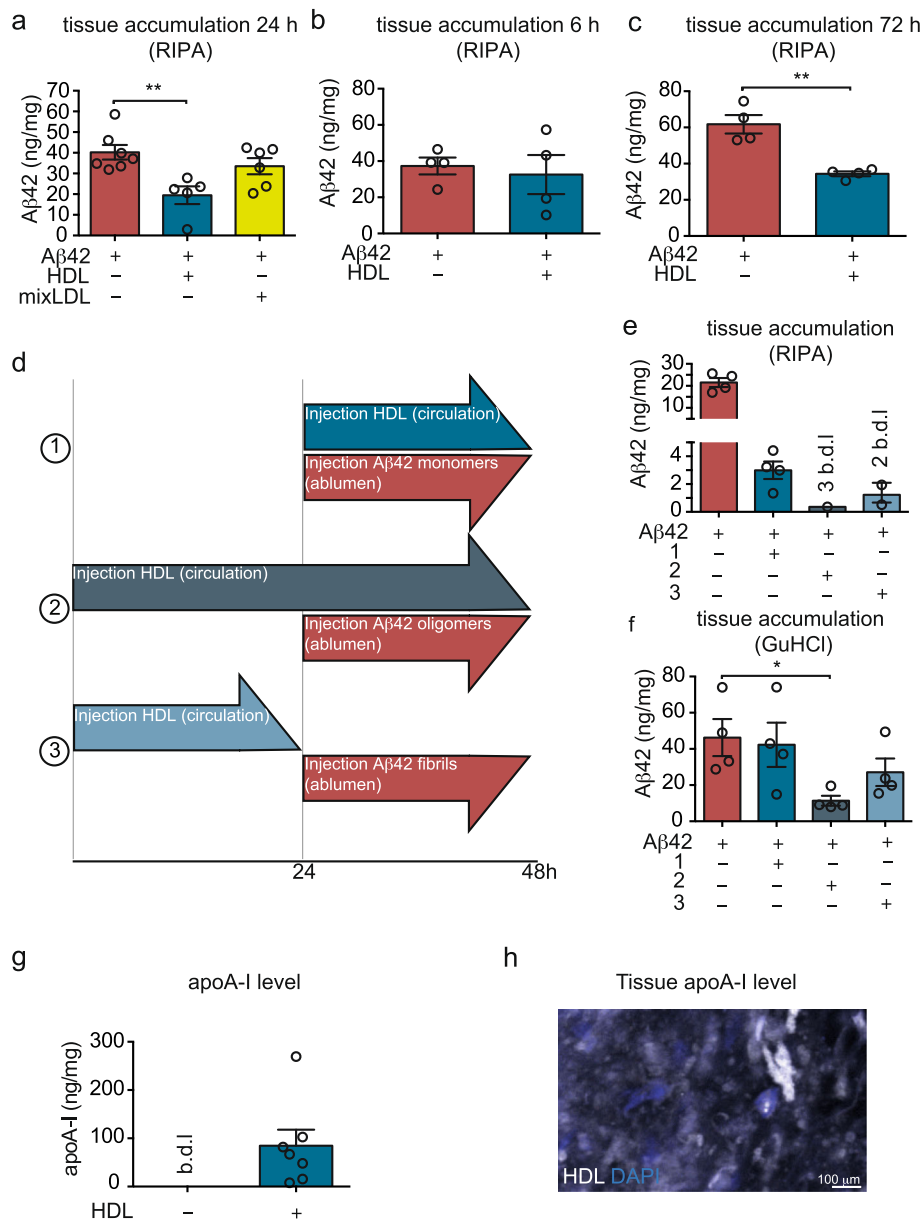 a
tissue accumulation 24 h
(RIPA)
**
Aβ42 (ng/mg)
70
60
50
40
30
20
10
0
Aβ42 + + +
HDL – + –
mixLDL – – +
b
tissue accumulation 6 h
(RIPA)
Aβ42 (ng/mg)
80
60
40
20
0
Aβ42 + +
HDL – +
c
tissue accumulation 72 h
(RIPA)
**
Aβ42 (ng/mg)
80
60
40
20
0
Aβ42 + +
HDL – +
d
1
Injection HDL (circulation)
Injection Aβ42 monomers
(ablumen)
2
Injection HDL (circulation)
Injection Aβ42 oligomers
(ablumen)
3
Injection HDL (circulation)
Injection Aβ42 fibrils
(ablumen)
24
48h
e
tissue accumulation
(RIPA)
Aβ42 (ng/mg)
30
20
10
4
2
0
3 b.d.l
2 b.d.l
Aβ42 + + + +
1 – + – –
2 – – + –
3 – – – +
f
tissue accumulation
(GuHCl)
*
Aβ42 (ng/mg)
80
60
40
20
0
Aβ42 + + + +
1 – + – –
2 – – + –
3 – – – +
g
apoA-I level
apoA-I (ng/mg)
300
200
100
0
b.d.l
HDL – +
h
Tissue apoA-I level
HDL DAPI
100 µm